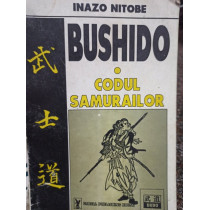 INAZO NITOBE
BUSHIDO
CODUL
SAMURAILOR
武
士
道